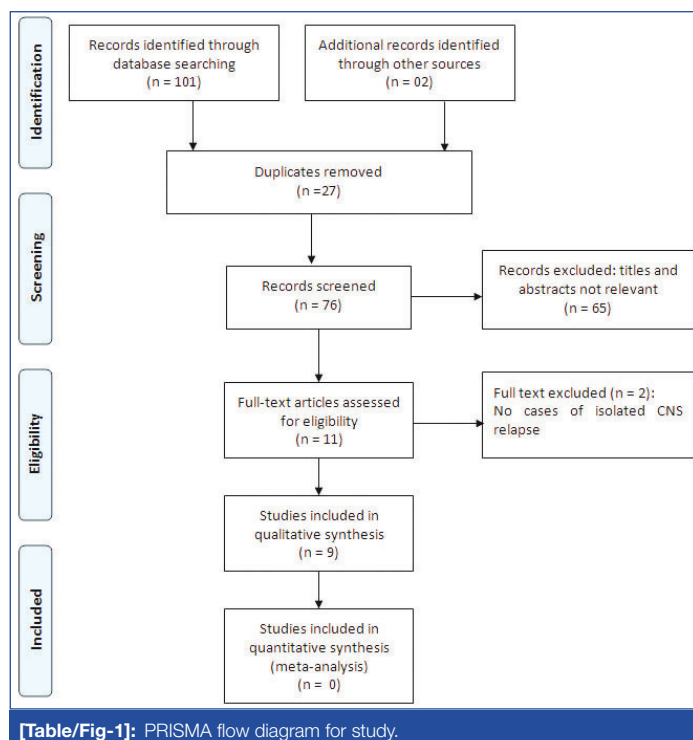 Identification
Records identified through
database searching
(n = 101)
Additional records identified
through other sources
(n = 02)
Duplicates removed
(n =27)
Screening
Records screened
(n = 76)
Records excluded: titles and
abstracts not relevant
(n = 65)
Eligibility
Full-text articles assessed
for eligibility
(n = 11)
Full text excluded (n = 2):
No cases of isolated CNS
relapse
Studies included in
qualitative synthesis
(n = 9)
Included
Studies included in
quantitative synthesis
(meta-analysis)
(n = 0)
[Table/Fig-1]: PRISMA flow diagram for study.